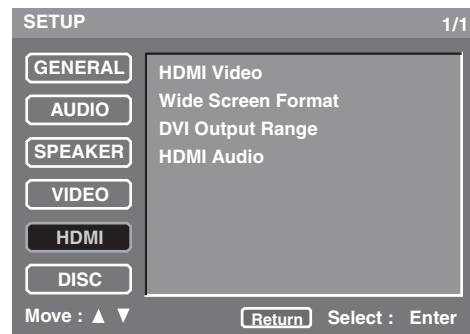 SETUP 1/1
GENERAL
AUDIO
SPEAKER
VIDEO
HDMI
DISC
HDMI Video
Wide Screen Format
DVI Output Range
HDMI Audio
Move : ▲ ▼ Return Select : Enter